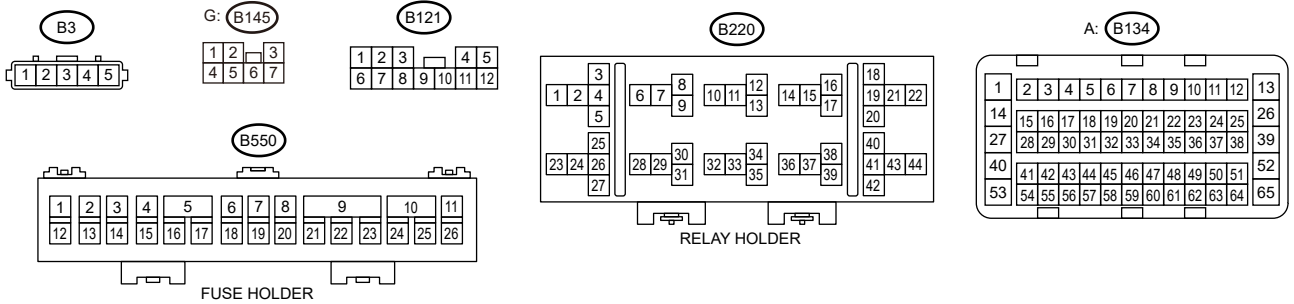 B3
1 2 3 4 5
G: B145
1 2 3
4 5 6 7
B121
1 2 3 4 5
6 7 8 9 10 11 12
B220
3 18
1 2 4 6 7 8 10 11 12 14 15 16 19 21 22
9 13 17
5 20
25 40
23 24 26 28 29 30 32 33 34 36 37 38 41 43 44
31 35 39
27 42
RELAY HOLDER
A: B134
1 2 3 4 5 6 7 8 9 10 11 12 13
14 15 16 17 18 19 20 21 22 23 24 25 26
27 28 29 30 31 32 33 34 35 36 37 38 39
40 41 42 43 44 45 46 47 48 49 50 51 52
53 54 55 56 57 58 59 60 61 62 63 64 65
B550
1 2 3 4 5 6 7 8 9 10 11
12 13 14 15 16 17 18 19 20 21 22 23 24 25 26
FUSE HOLDER